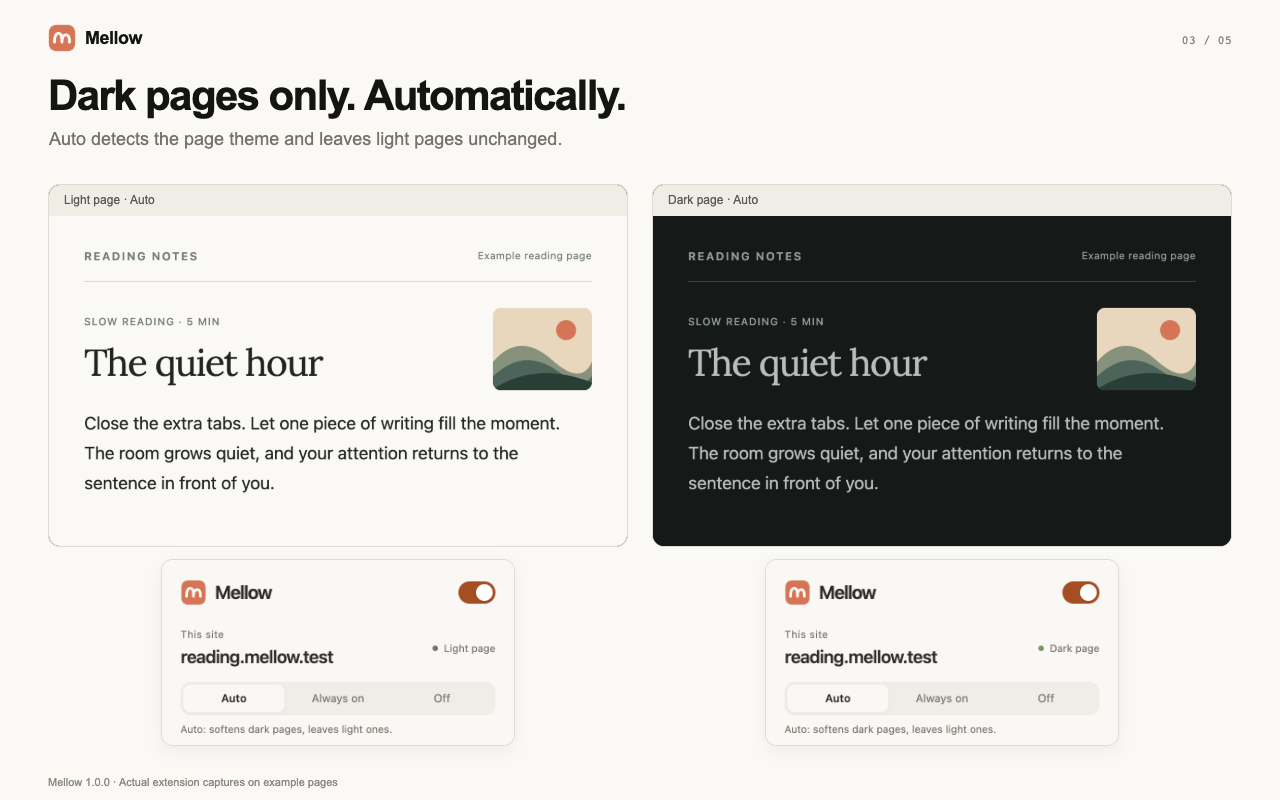 Mellow
03 / 05
Dark pages only. Automatically.
Auto detects the page theme and leaves light pages unchanged.
Light page · Auto
READING NOTES
Example reading page
SLOW READING · 5 MIN
The quiet hour
Close the extra tabs. Let one piece of writing fill the moment.
The room grows quiet, and your attention returns to the
sentence in front of you.
Mellow
This site
reading.mellow.test
Light page
Auto
Always on
Off
Auto: softens dark pages, leaves light ones.
Dark page · Auto
READING NOTES
Example reading page
SLOW READING · 5 MIN
The quiet hour
Close the extra tabs. Let one piece of writing fill the moment.
The room grows quiet, and your attention returns to the
sentence in front of you.
Mellow
This site
reading.mellow.test
Dark page
Auto
Always on
Off
Auto: softens dark pages, leaves light ones.
Mellow 1.0.0 · Actual extension captures on example pages